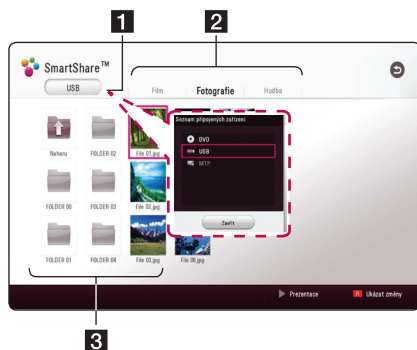 1
2
SmartShare™
USB
Film
Fotografie
Hudba
Seznam připojených zařízení
DVD
USB
MTP
Zavřít
Nahoru
FOLDER 02
File 01.jpg
FOLDER 00
FOLDER 03
File 02.jpg
FOLDER 01
FOLDER 04
File 03.jpg
File 06.jpg
Prezentace
R Ukázat změny
3